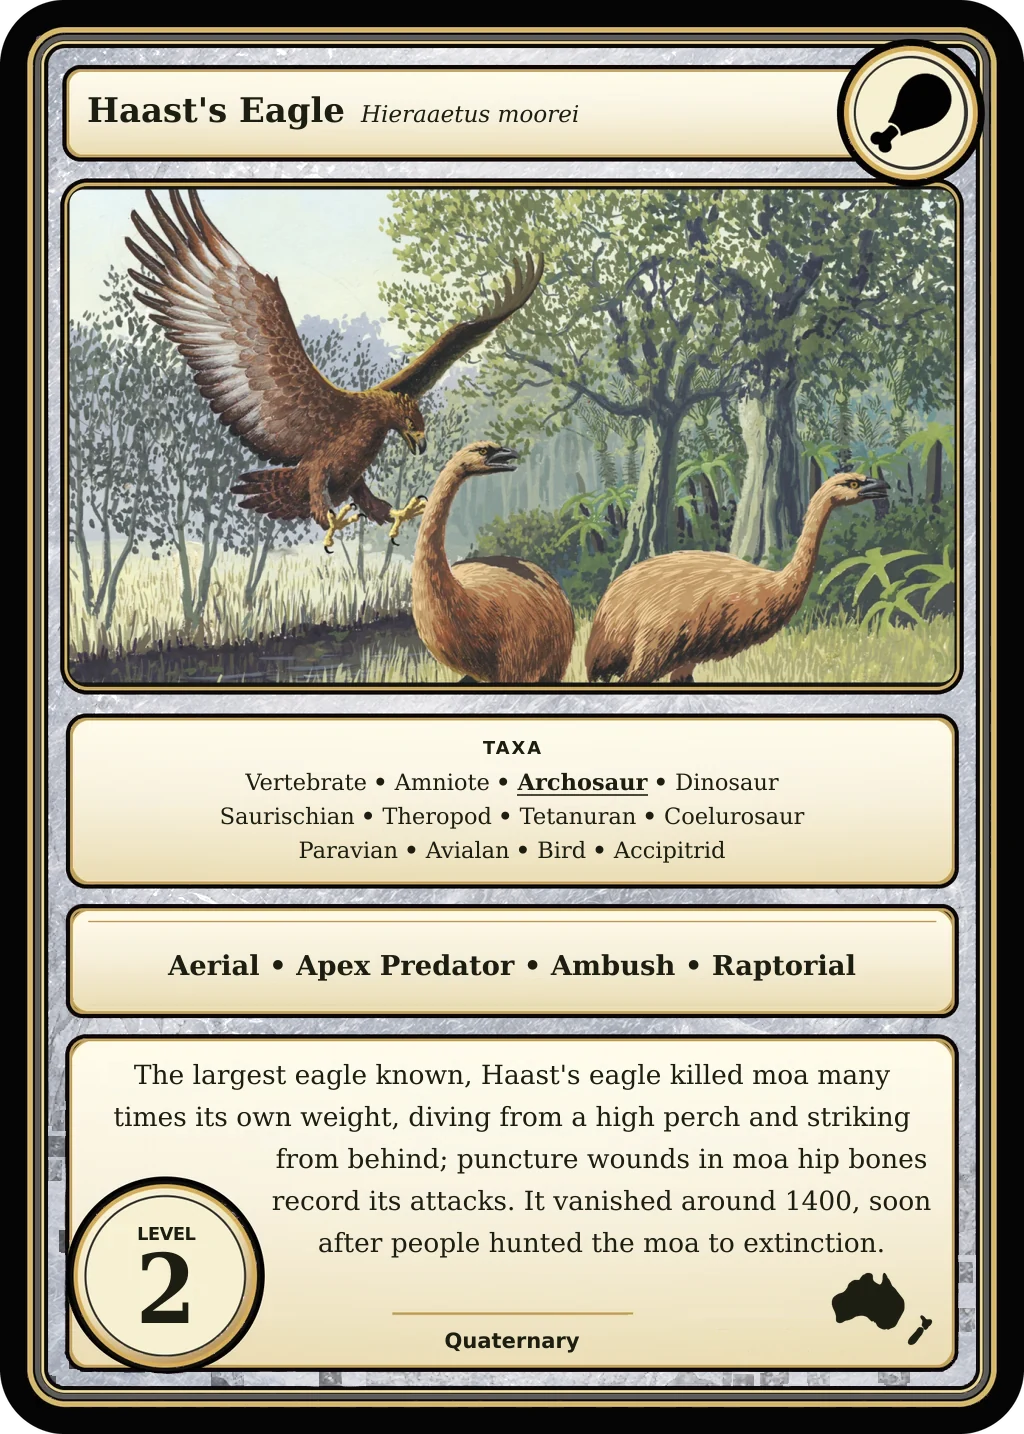 Haast's Eagle Hieraaetus moorei
TAXA
Vertebrate • Amniote • Archosaur • Dinosaur
Saurischian • Theropod • Tetanuran • Coelurosaur
Paravian • Avialan • Bird • Accipitrid
Aerial • Apex Predator • Ambush • Raptorial
The largest eagle known, Haast's eagle killed moa many
times its own weight, diving from a high perch and striking
from behind; puncture wounds in moa hip bones
record its attacks. It vanished around 1400, soon
after people hunted the moa to extinction.
LEVEL
2
Quaternary